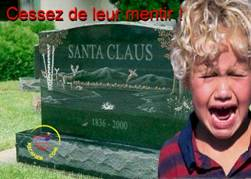 Cessez de leur mentir !
SANTA CLAUS
1836 - 2000